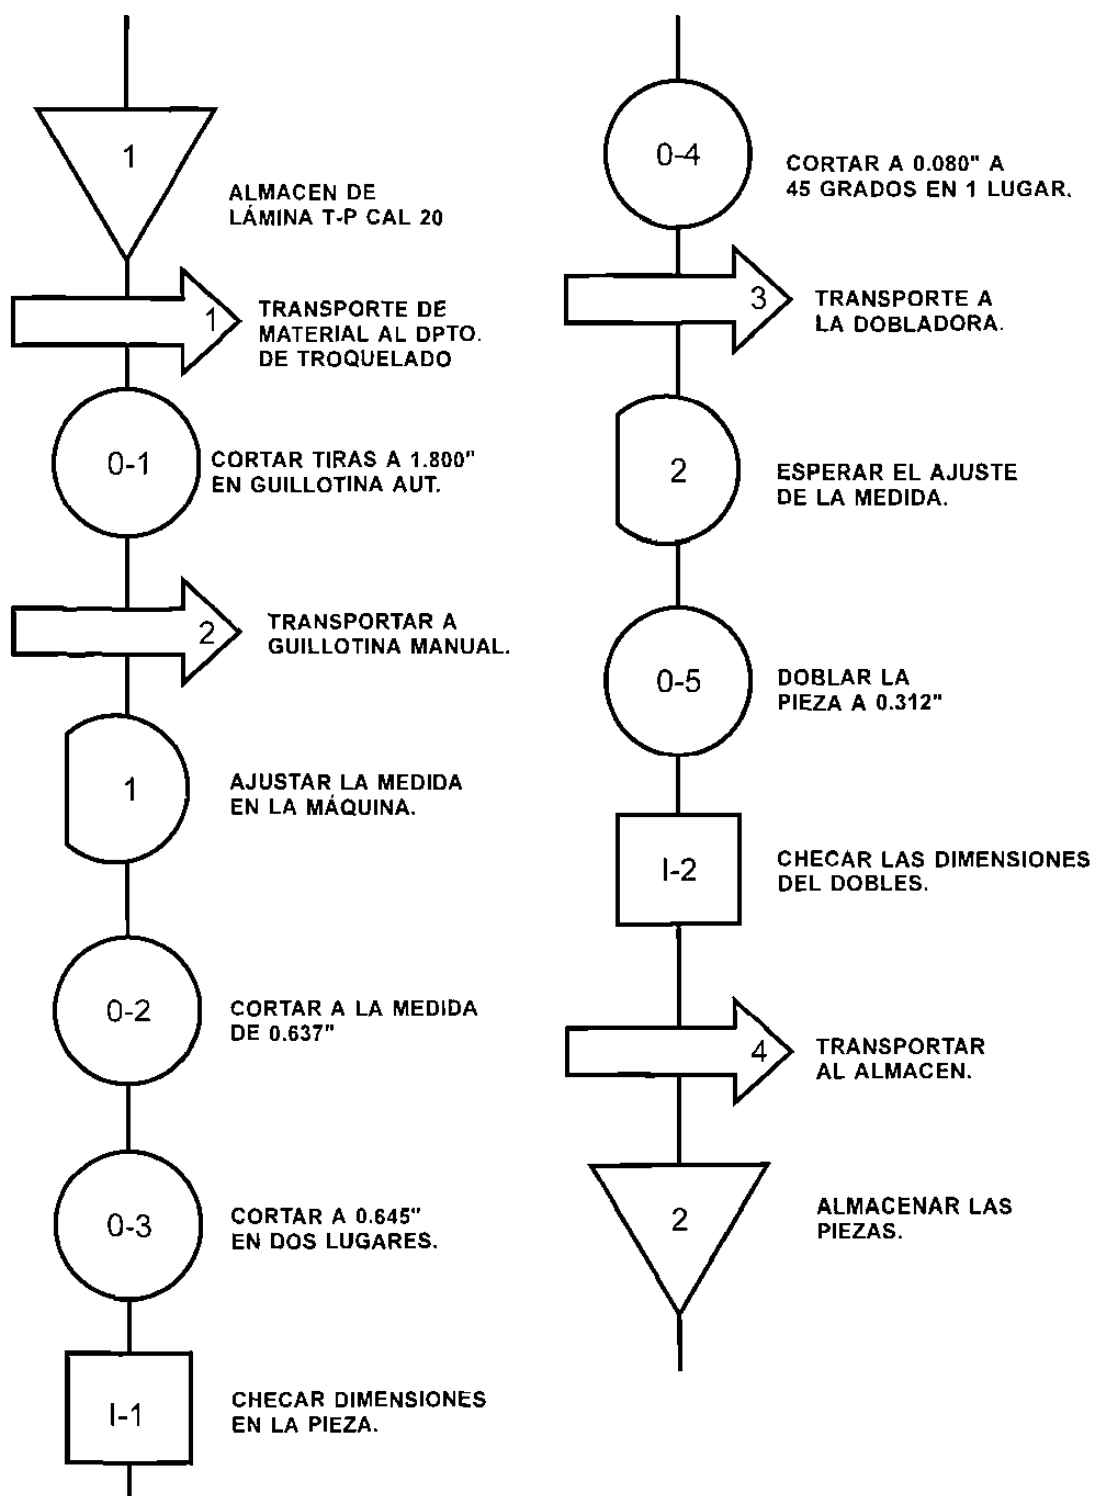 1
ALMACEN DE
LÁMINA T-P CAL 20
1
TRANSPORTE DE
MATERIAL AL DPTO.
DE TROQUELADO
0-1
CORTAR TIRAS A 1.800"
EN GUILLOTINA AUT.
2
TRANSPORTAR A
GUILLOTINA MANUAL.
1
AJUSTAR LA MEDIDA
EN LA MÁQUINA.
0-2
CORTAR A LA MEDIDA
DE 0.637"
0-3
CORTAR A 0.645"
EN DOS LUGARES.
I-1
CHECAR DIMENSIONES
EN LA PIEZA.
0-4
CORTAR A 0.080" A
45 GRADOS EN 1 LUGAR.
3
TRANSPORTE A
LA DOBLADORA.
2
ESPERAR EL AJUSTE
DE LA MEDIDA.
0-5
DOBLAR LA
PIEZA A 0.312"
I-2
CHECAR LAS DIMENSIONES
DEL DOBLES.
4
TRANSPORTAR
AL ALMACEN.
2
ALMACENAR LAS
PIEZAS.